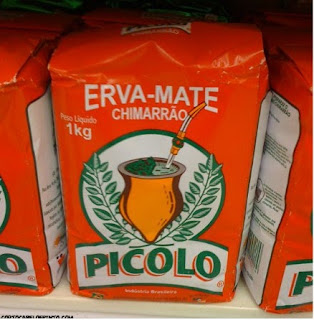 ERVA-MATE
CHIMARRÃO
Peso Líquido
1kg
PICOLO
Indústria Brasileira